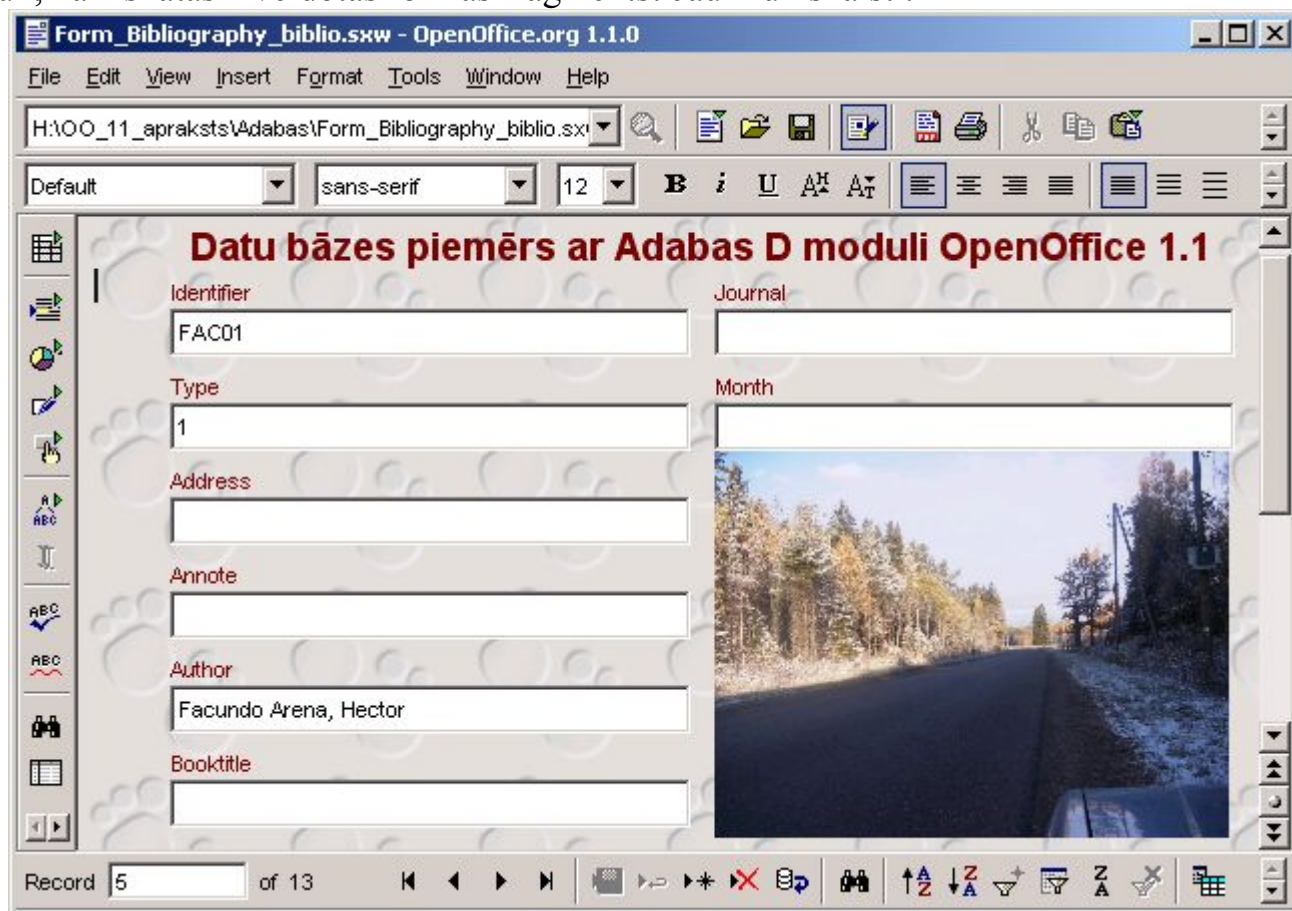 Form_Bibliography_biblio.sxw - OpenOffice.org 1.1.0
File Edit View Insert Format Tools Window Help
H:\OO_11_apraksts\Adabas\Form_Bibliography_biblio.sx
Default sans-serif 12 B i U
Datu bāzes piemērs ar Adabas D moduli OpenOffice 1.1
Identifier Journal
FAC01
Type Month
1
Address
Annote
Author
Facundo Arena, Hector
Booktitle
Record 5 of 13